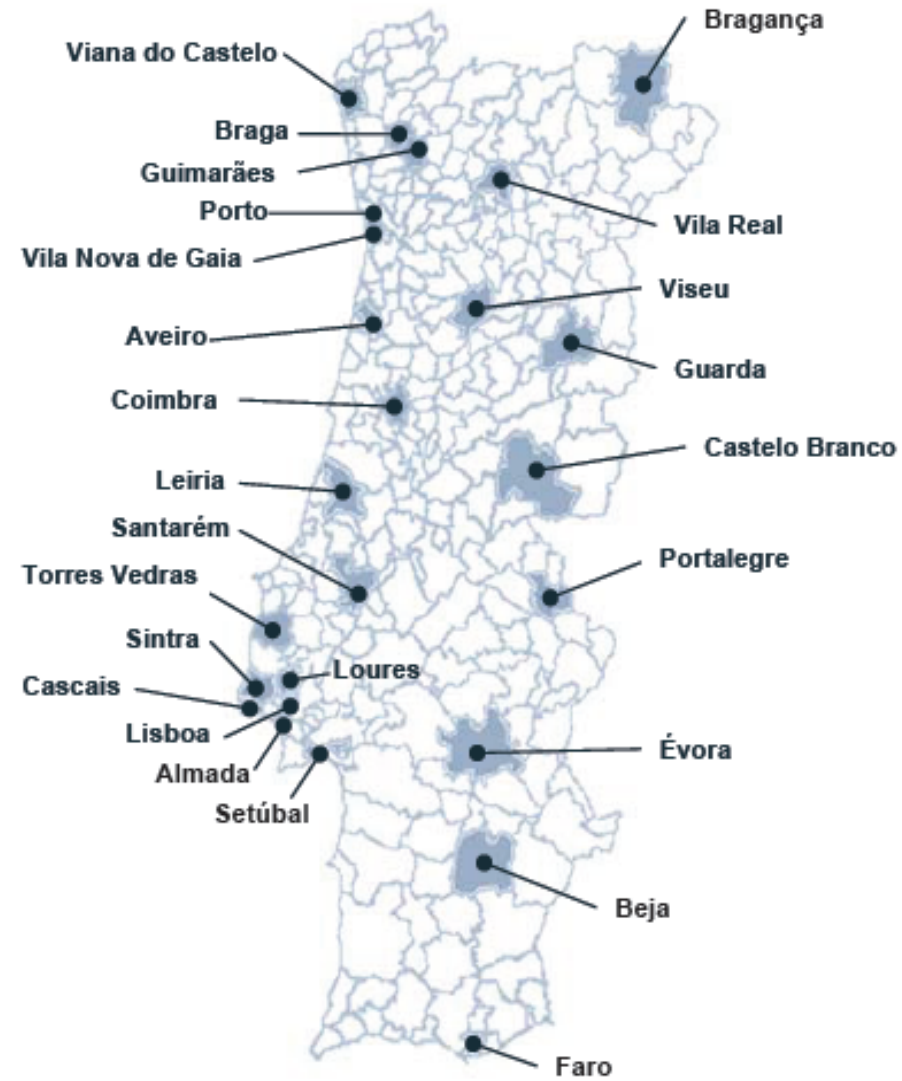 Bragança
Viana do Castelo
Braga
Guimarães
Porto
Vila Real
Vila Nova de Gaia
Viseu
Aveiro
Guarda
Coimbra
Castelo Branco
Leiria
Santarém
Portalegre
Torres Vedras
Sintra
Loures
Cascais
Lisboa
Évora
Almada
Setúbal
Beja
Faro